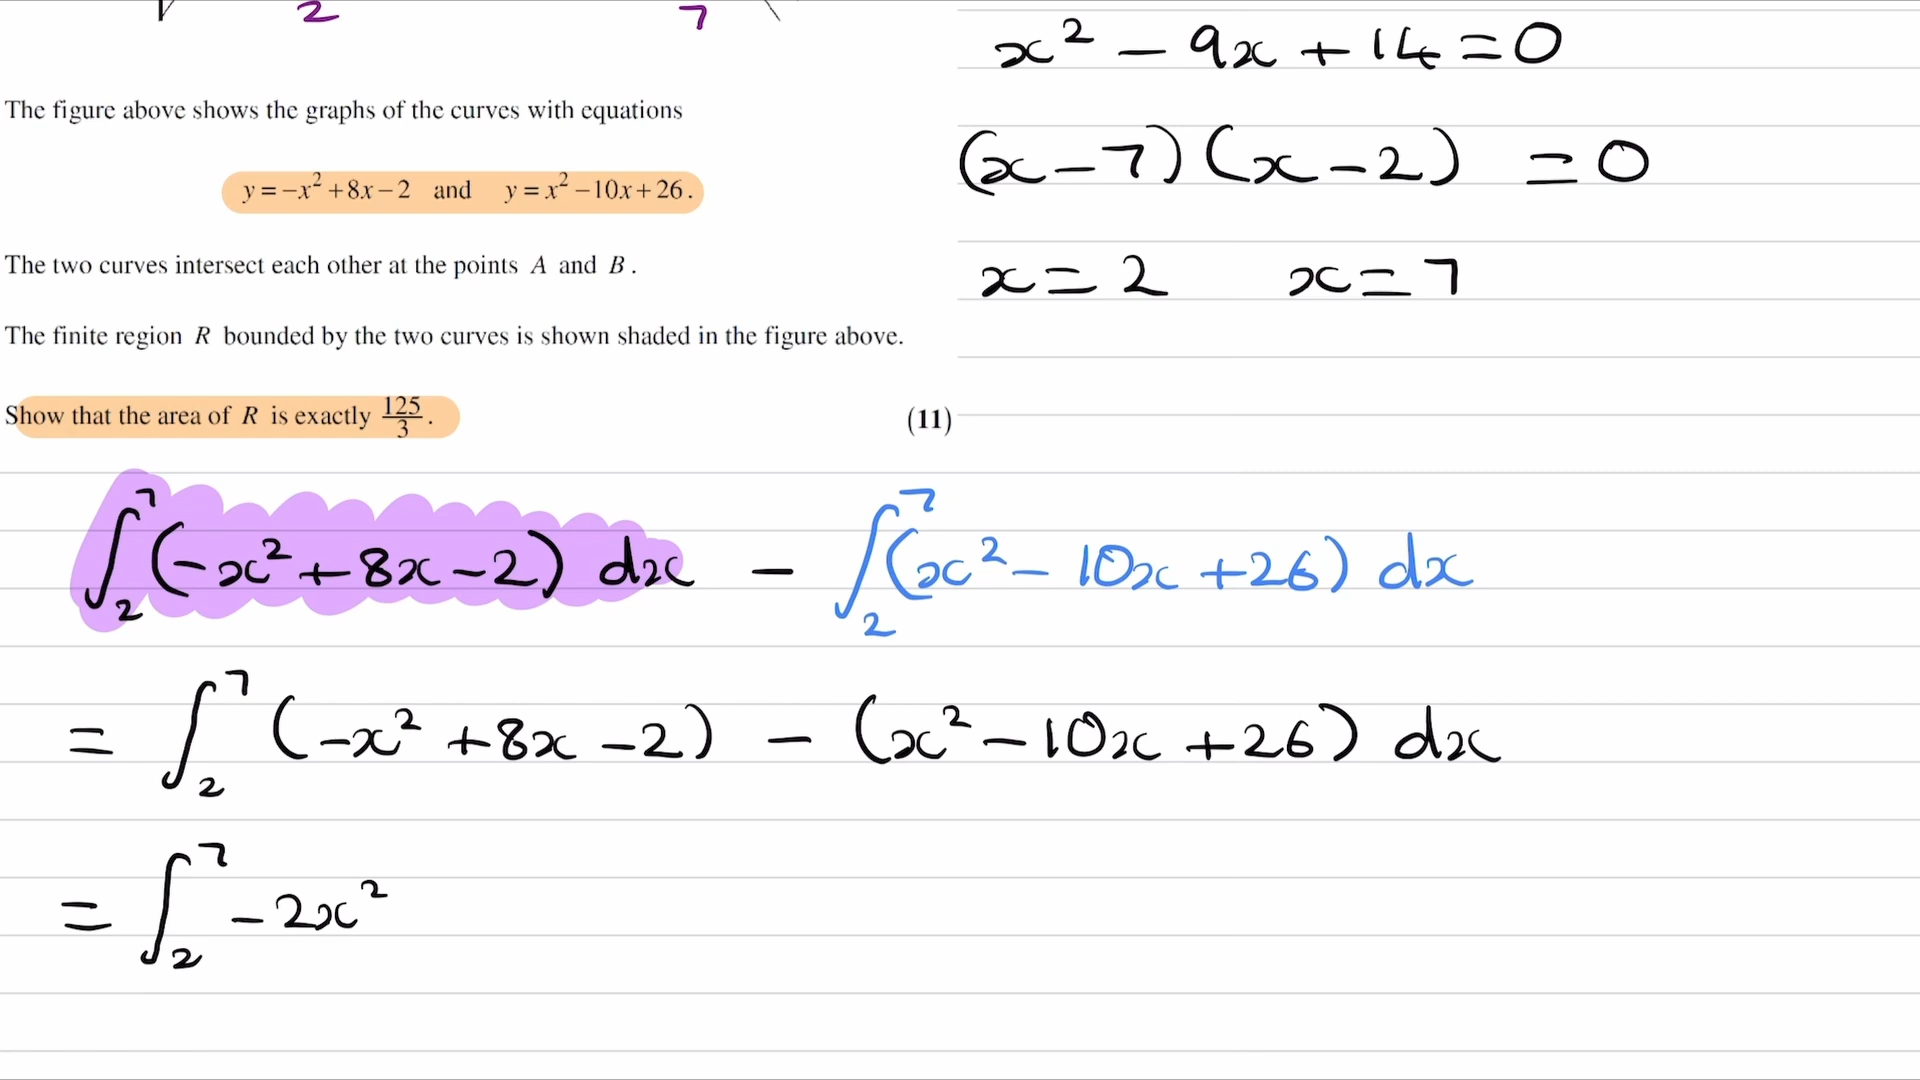 2 7
The figure above shows the graphs of the curves with equations
y = −x² + 8x − 2 and y = x² − 10x + 26 .
The two curves intersect each other at the points A and B .
The finite region R bounded by the two curves is shown shaded in the figure above.
Show that the area of R is exactly 125/3 .
(11)
x² − 9x + 14 = 0
(x − 7)(x − 2) = 0
x = 2 x = 7
∫₂⁷ (−x² + 8x − 2) dx − ∫₂⁷ (x² − 10x + 26) dx
= ∫₂⁷ (−x² + 8x − 2) − (x² − 10x + 26) dx
= ∫₂⁷ −2x²